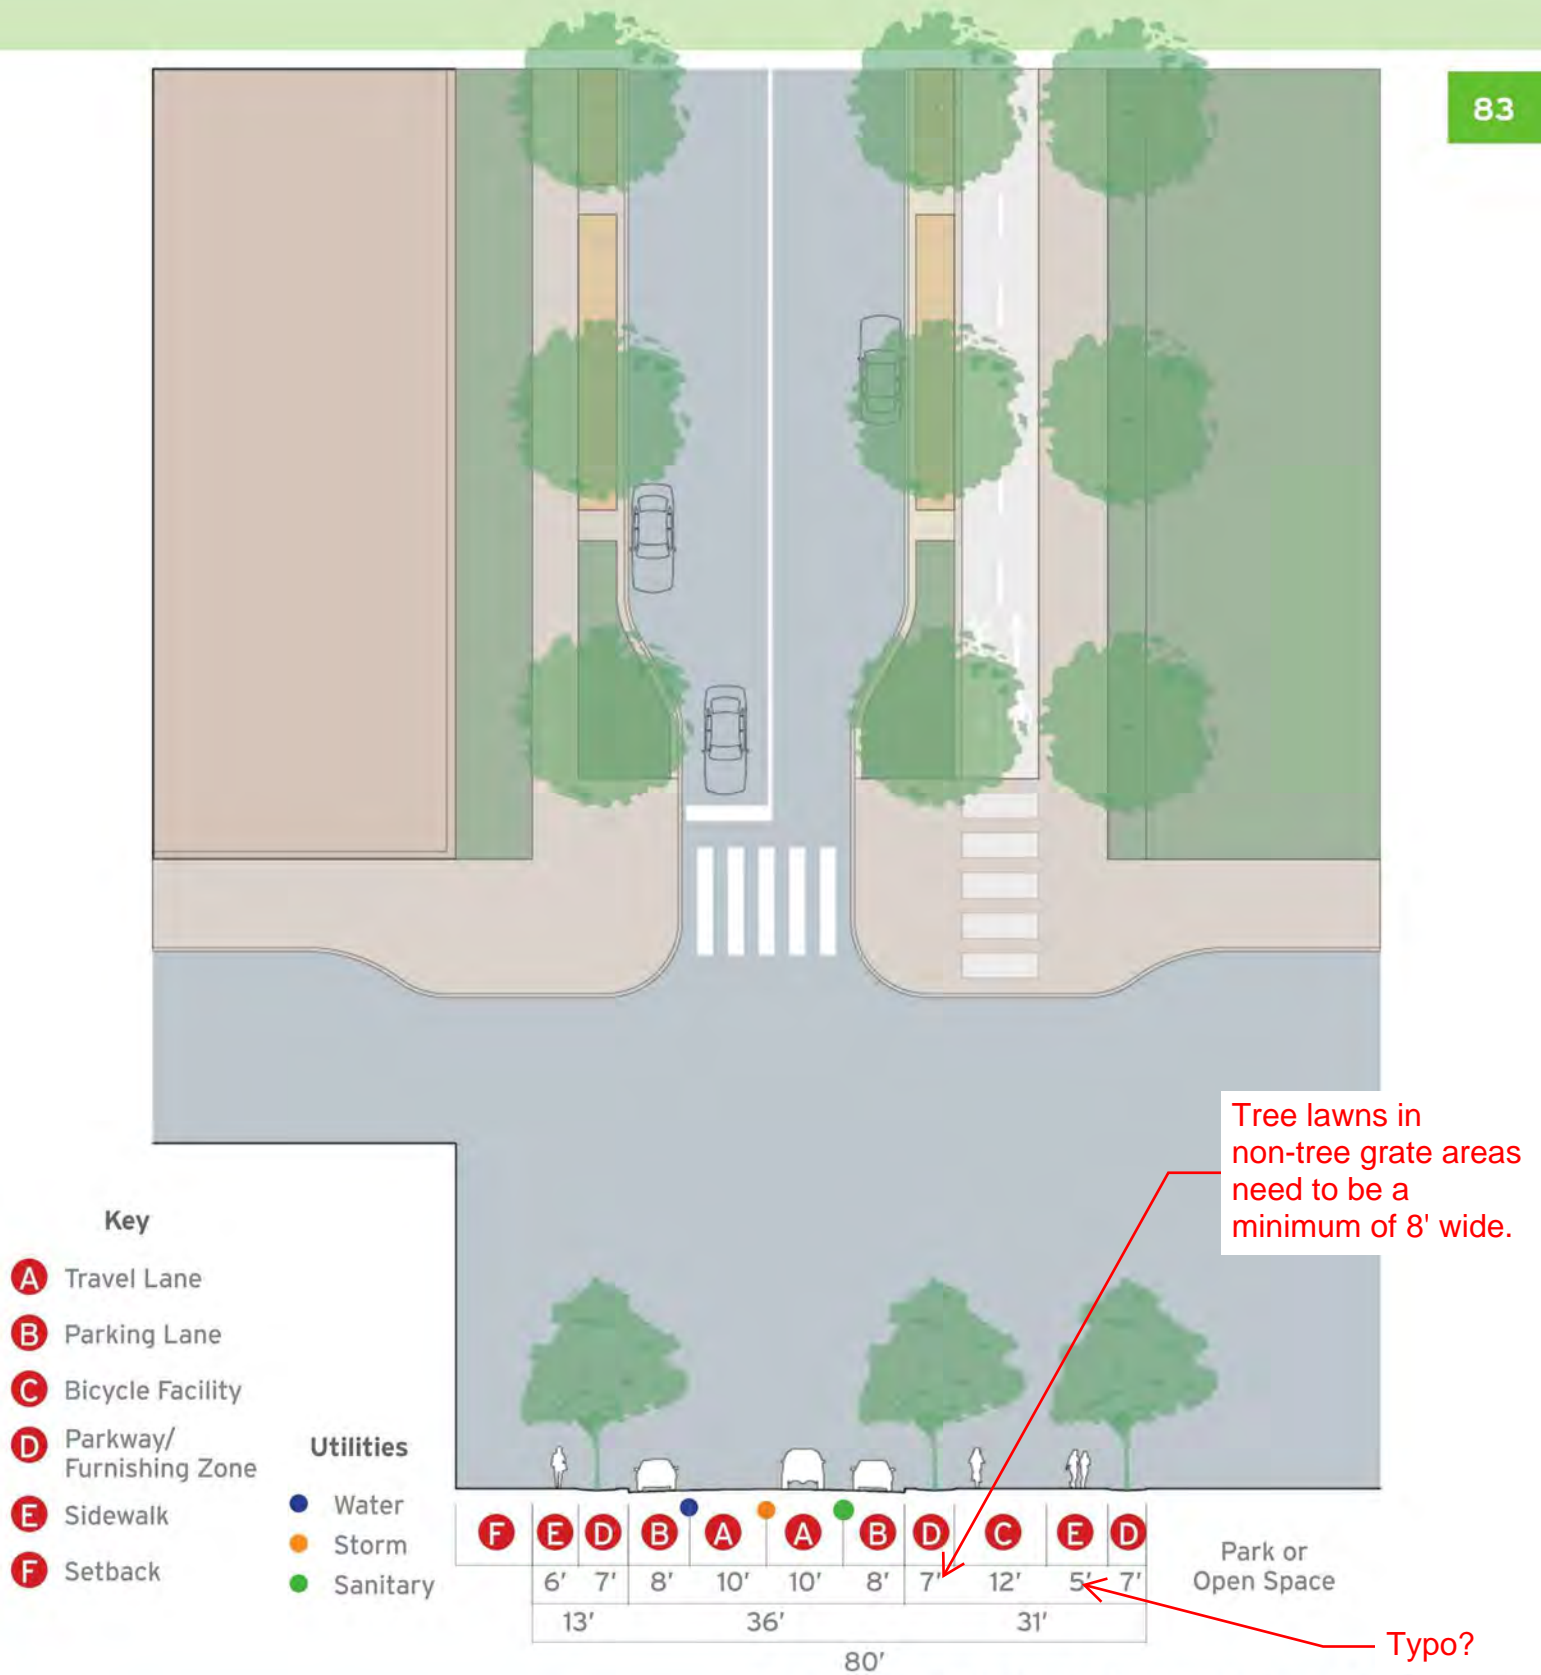 83
Tree lawns in
non-tree grate areas
need to be a
minimum of 8' wide.
Key
A Travel Lane
B Parking Lane
C Bicycle Facility
D Parkway/
Furnishing Zone
E Sidewalk
F Setback
Utilities
Water
Storm
Sanitary
F E D B A A B D C E D
Park or
Open Space
6' 7' 8' 10' 10' 8' 7' 12' 5' 7'
13' 36' 31'
80'
Typo?